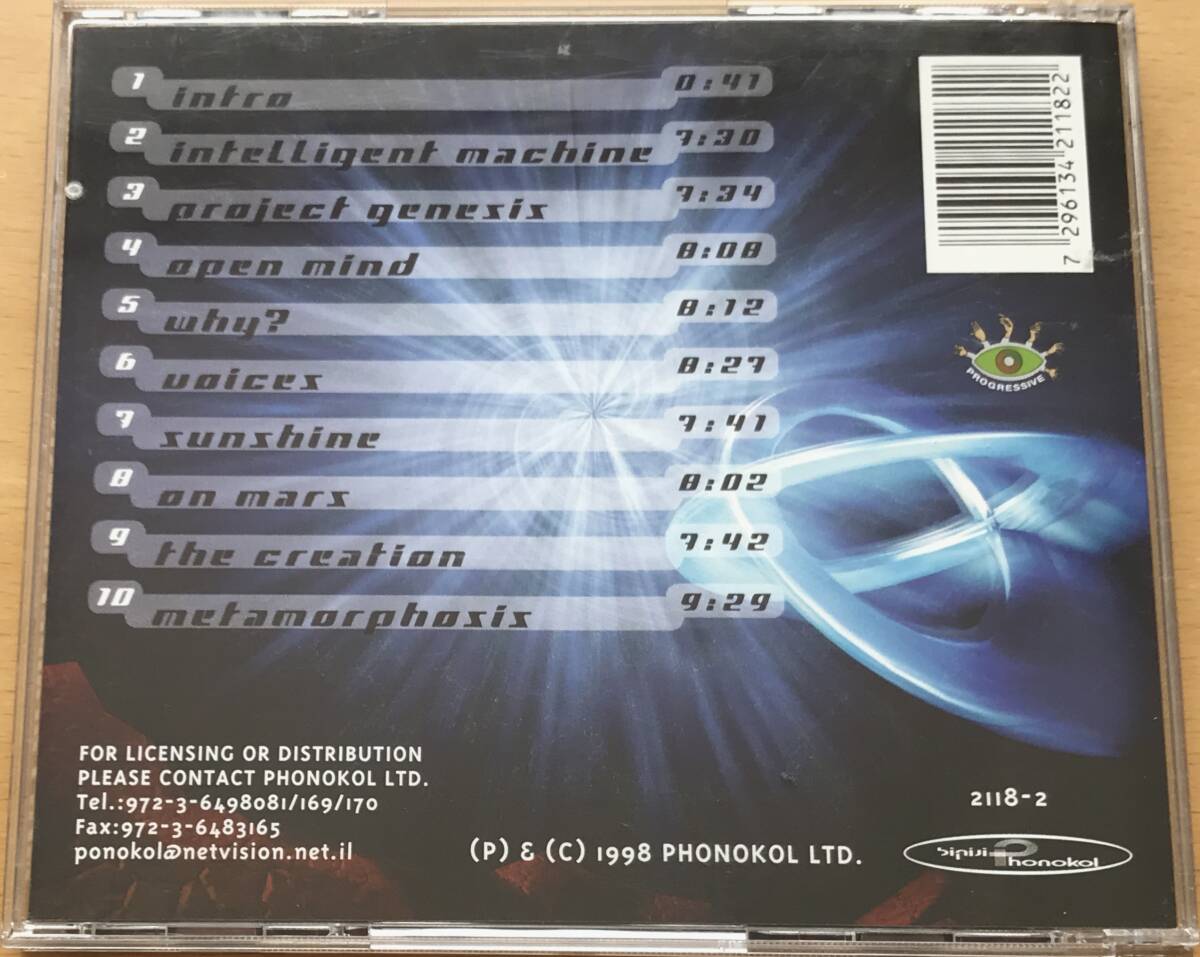 1 intro 0:41
2 intelligent machine 7:30
3 project genesis 7:34
4 open mind 8:08
5 why? 8:12
6 voices 8:27
7 sunshine 7:41
8 on mars 8:02
9 the creation 7:42
10 metamorphosis 9:29
7 296134 211822
PROGRESSIVE
FOR LICENSING OR DISTRIBUTION
PLEASE CONTACT PHONOKOL LTD.
Tel.:972-3-6498081/169/170
Fax:972-3-6483165
ponokol@netvision.net.il
(P) & (C) 1998 PHONOKOL LTD.
2118-2
Phonokol